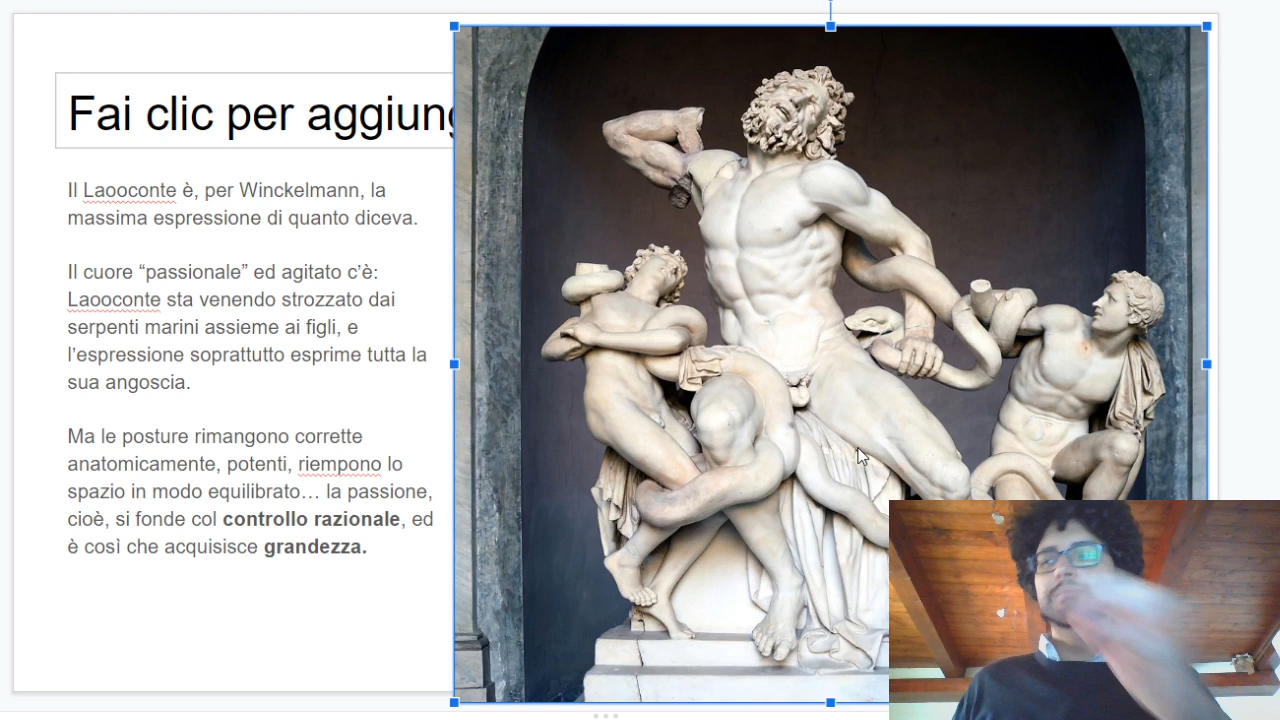 Fai clic per aggiung
Il Laooconte è, per Winckelmann, la
massima espressione di quanto diceva.
Il cuore “passionale” ed agitato c’è:
Laooconte sta venendo strozzato dai
serpenti marini assieme ai figli, e
l’espressione soprattutto esprime tutta la
sua angoscia.
Ma le posture rimangono corrette
anatomicamente, potenti, riempono lo
spazio in modo equilibrato… la passione,
cioè, si fonde col controllo razionale, ed
è così che acquisisce grandezza.